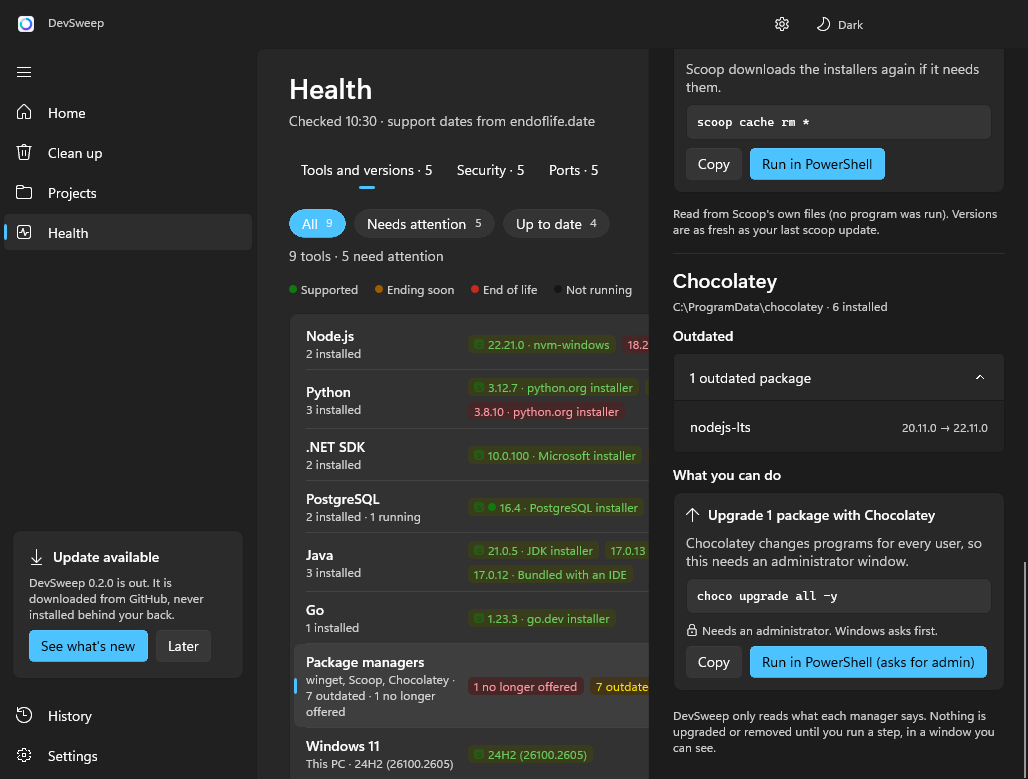 DevSweep
Dark
Home
Clean up
Projects
Health
Update available
DevSweep 0.2.0 is out. It is
downloaded from GitHub, never
installed behind your back.
See what's new
Later
History
Settings
Health
Checked 10:30 · support dates from endoflife.date
Tools and versions · 5
Security · 5
Ports · 5
All 9
Needs attention 5
Up to date 4
9 tools · 5 need attention
Supported
Ending soon
End of life
Not running
Node.js
2 installed
22.21.0 · nvm-windows
18.2
Python
3 installed
3.12.7 · python.org installer
3.8.10 · python.org installer
.NET SDK
2 installed
10.0.100 · Microsoft installer
PostgreSQL
2 installed · 1 running
16.4 · PostgreSQL installer
Java
3 installed
21.0.5 · JDK installer
17.0.13
17.0.12 · Bundled with an IDE
Go
1 installed
1.23.3 · go.dev installer
Package managers
winget, Scoop, Chocolatey ·
7 outdated · 1 no longer
offered
1 no longer offered
7 outdate
Windows 11
This PC · 24H2 (26100.2605)
24H2 (26100.2605)
Scoop downloads the installers again if it needs
them.
scoop cache rm *
Copy
Run in PowerShell
Read from Scoop's own files (no program was run). Versions
are as fresh as your last scoop update.
Chocolatey
C:\ProgramData\chocolatey · 6 installed
Outdated
1 outdated package
nodejs-lts
20.11.0 → 22.11.0
What you can do
Upgrade 1 package with Chocolatey
Chocolatey changes programs for every user, so
this needs an administrator window.
choco upgrade all -y
Needs an administrator. Windows asks first.
Copy
Run in PowerShell (asks for admin)
DevSweep only reads what each manager says. Nothing is
upgraded or removed until you run a step, in a window you
can see.